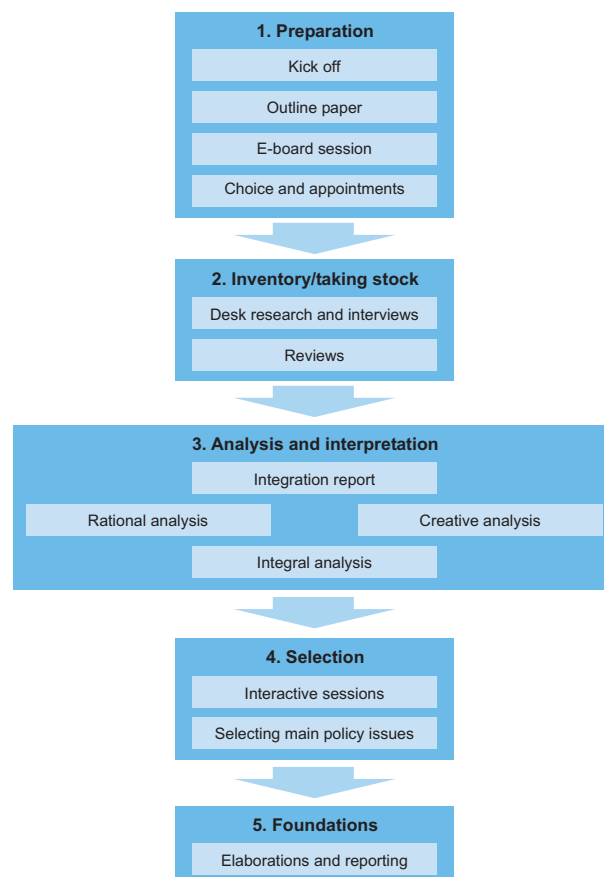 1. Preparation
Kick off
Outline paper
E-board session
Choice and appointments
2. Inventory/taking stock
Desk research and interviews
Reviews
3. Analysis and interpretation
Integration report
Rational analysis
Creative analysis
Integral analysis
4. Selection
Interactive sessions
Selecting main policy issues
5. Foundations
Elaborations and reporting